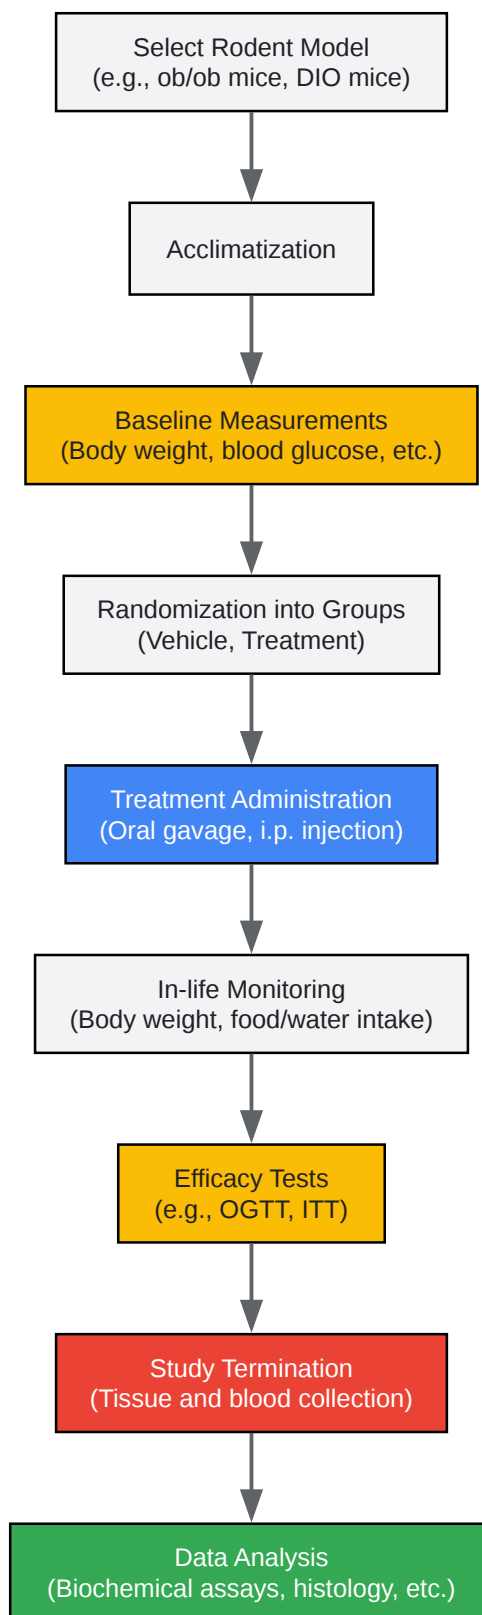 Select Rodent Model
(e.g., ob/ob mice, DIO mice)
Acclimatization
Baseline Measurements
(Body weight, blood glucose, etc.)
Randomization into Groups
(Vehicle, Treatment)
Treatment Administration
(Oral gavage, i.p. injection)
In-life Monitoring
(Body weight, food/water intake)
Efficacy Tests
(e.g., OGTT, ITT)
Study Termination
(Tissue and blood collection)
Data Analysis
(Biochemical assays, histology, etc.)